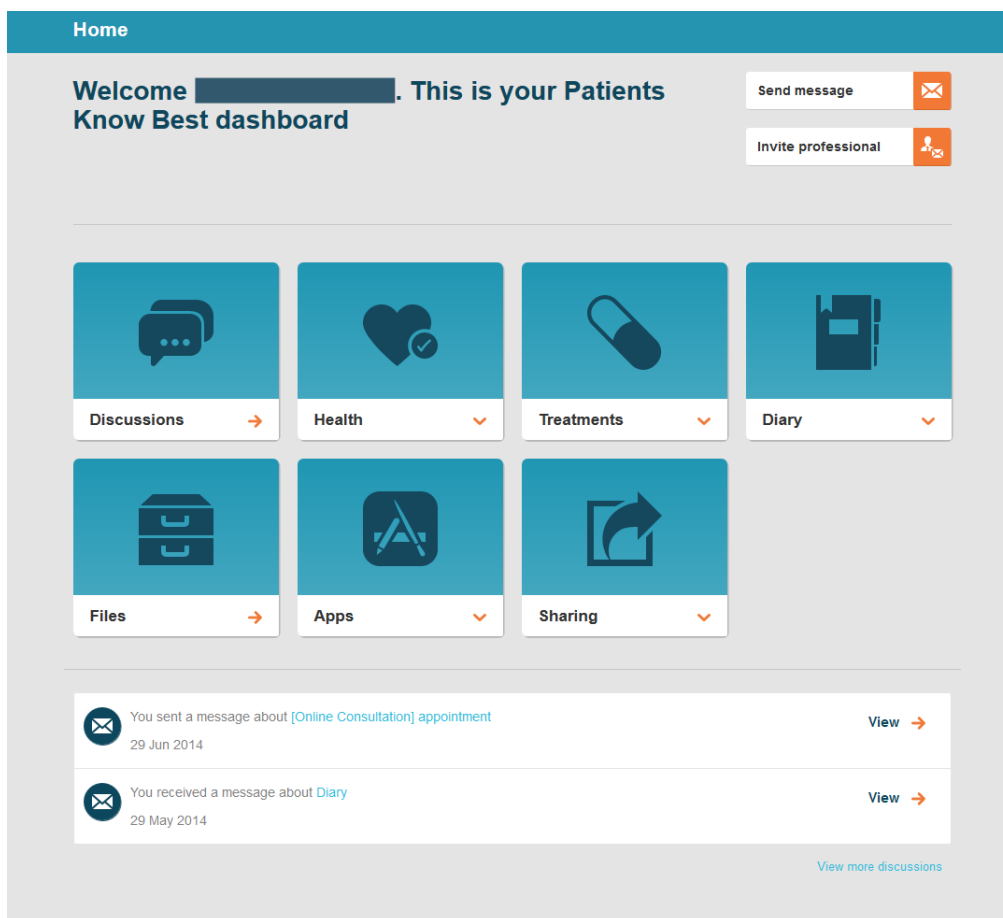 Home
Welcome . This is your Patients
Know Best dashboard
Send message
Invite professional
Discussions
Health
Treatments
Diary
Files
Apps
Sharing
You sent a message about [Online Consultation] appointment
29 Jun 2014
View
You received a message about Diary
29 May 2014
View
View more discussions